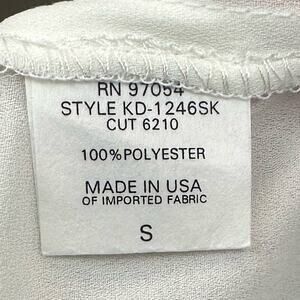 RN 97054
STYLE KD-1246SK
CUT 6210
100% POLYESTER
MADE IN USA
OF IMPORTED FABRIC
S